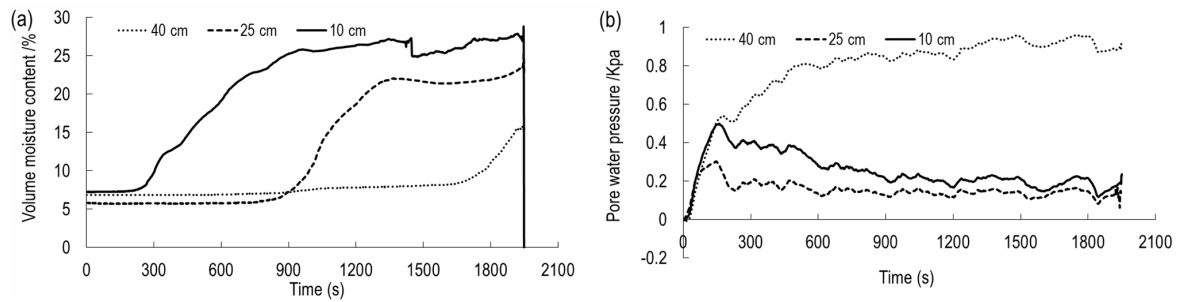 (a)
40 cm 25 cm 10 cm
Volume moisture content /%
30
25
20
15
10
5
0
0 300 600 900 1200 1500 1800 2100
Time (s)
(b)
40 cm 25 cm 10 cm
Pore water pressure /Kpa
1
0.8
0.6
0.4
0.2
0
-0.2
0 300 600 900 1200 1500 1800 2100
Time (s)